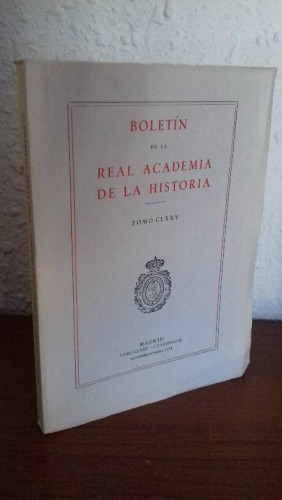 BOLETÍN
DE LA
REAL ACADEMIA
DE LA HISTORIA
TOMO CLXXV
MADRID